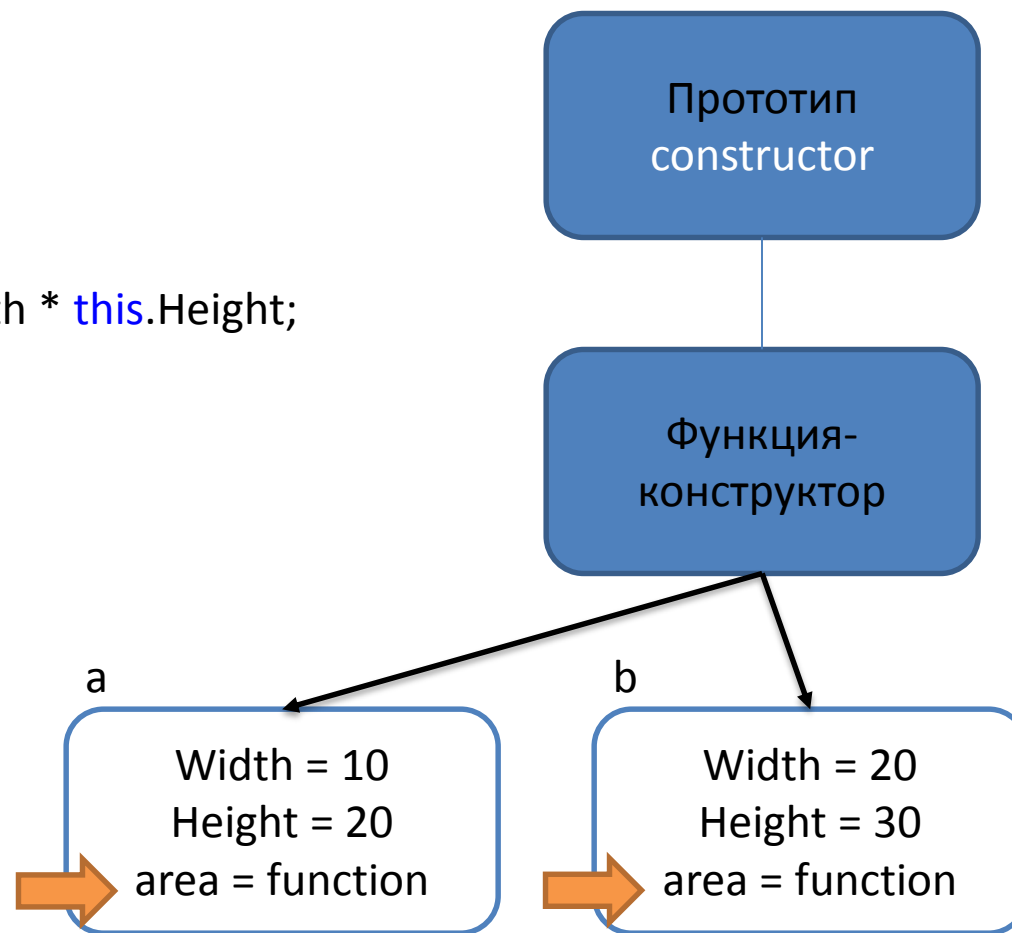 Прототип
constructor
* this.Height;
Функция-
конструктор
a
b
Width = 10
Height = 20
area = function
Width = 20
Height = 30
area = function